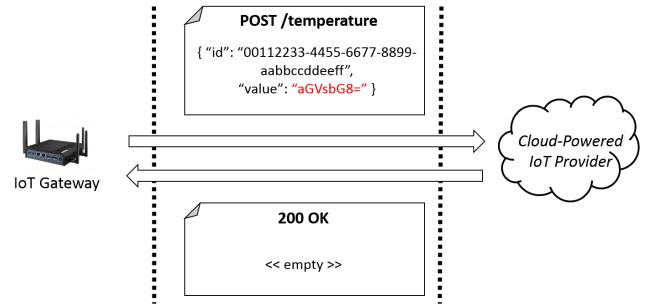 POST /temperature
{ “id”: “00112233-4455-6677-8899-
aabbccddeeff”,
“value”: “aGVsbG8=” }
Cloud-Powered
IoT Provider
IoT Gateway
200 OK
<< empty >>